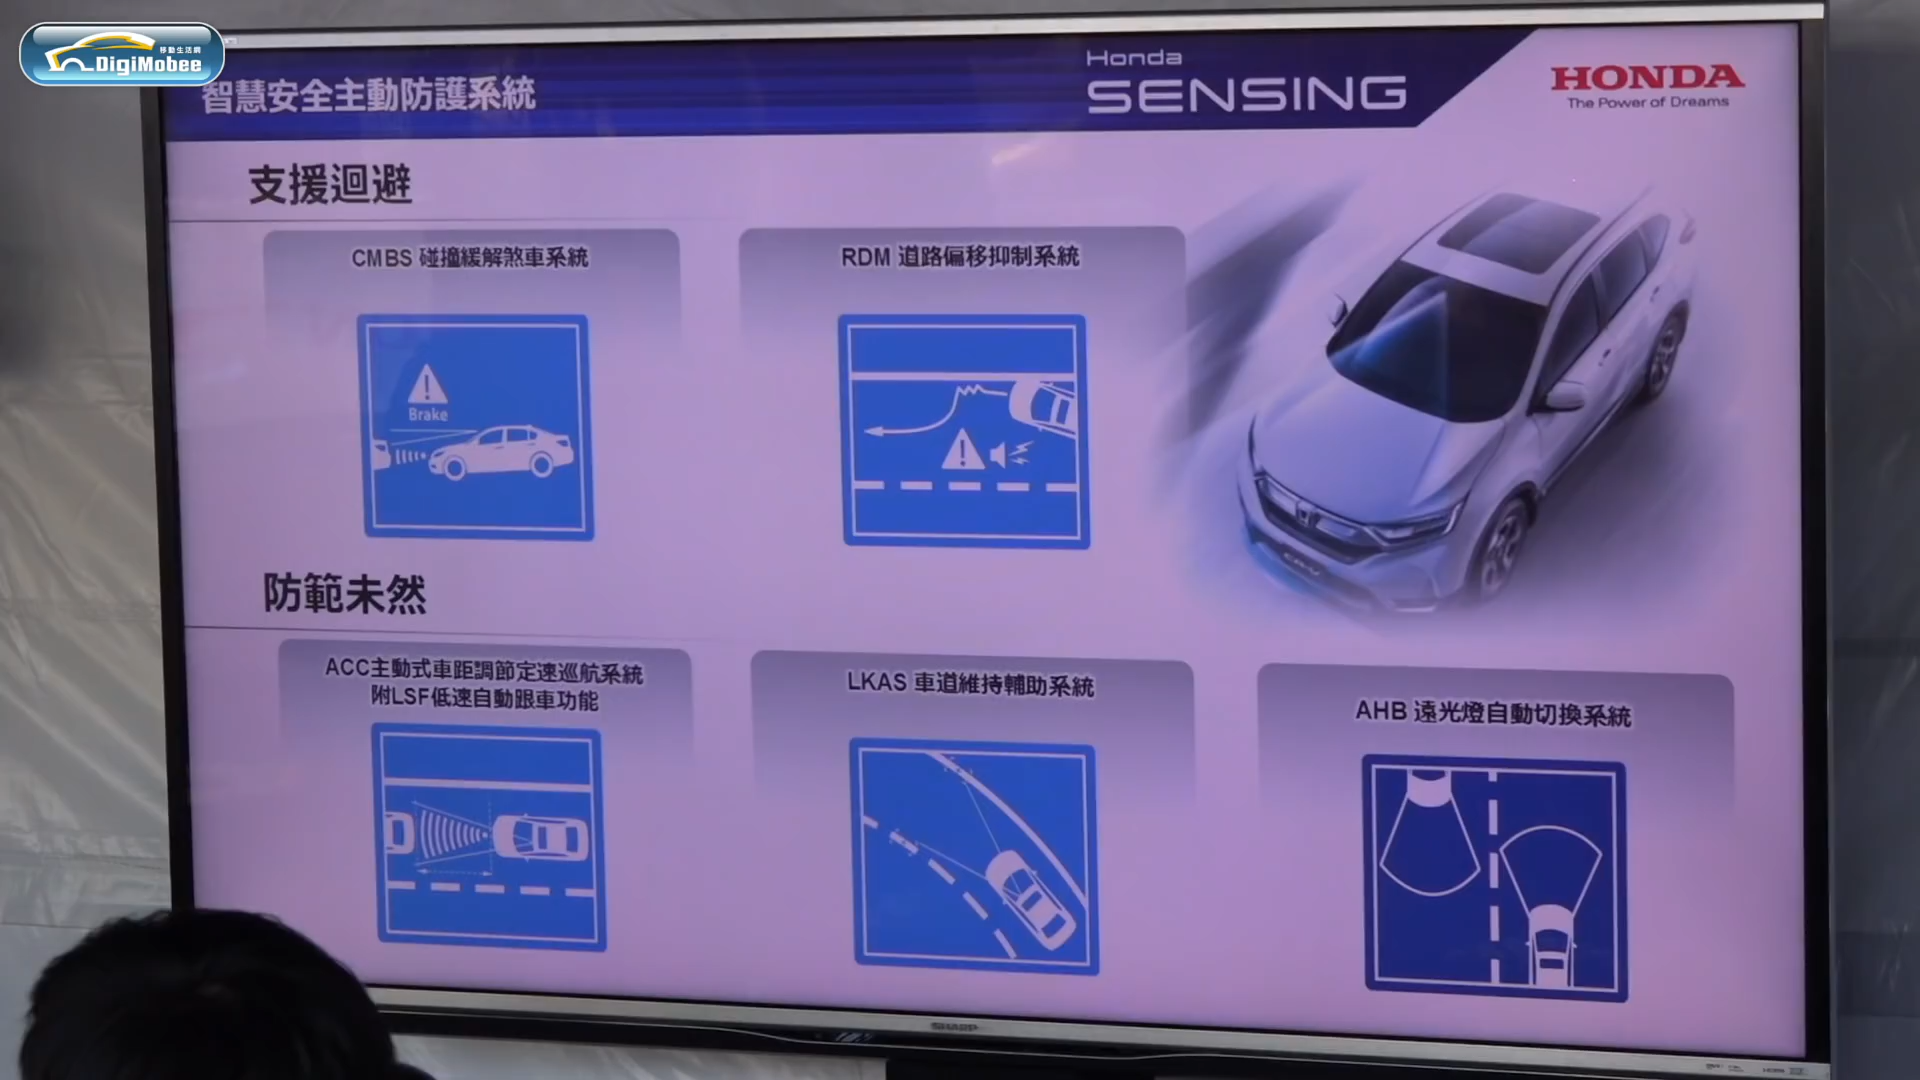 移動生活網
DigiMobee
智慧安全主動防護系統
Honda
SENSING
HONDA
The Power of Dreams
支援迴避
CMBS 碰撞緩解煞車系統
RDM 道路偏移抑制系統
Brake
CR-V
防範未然
ACC主動式車距調節定速巡航系統
附LSF低速自動跟車功能
LKAS 車道維持輔助系統
AHB 遠光燈自動切換系統
SHARP